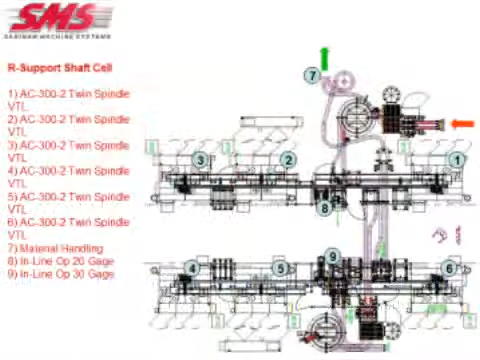 SMS
SAGINAW MACHINE SYSTEMS
R-Support Shaft Cell
1) AC-300-2 Twin Spindle
VTL
2) AC-300-2 Twin Spindle
VTL
3) AC-300-2 Twin Spindle
VTL
4) AC-300-2 Twin Spindle
VTL
5) AC-300-2 Twin Spindle
VTL
6) AC-300-2 Twin Spindle
VTL
7) Material Handling
8) In-Line Op 20 Gage
9) In-Line Op 30 Gage
7
3
2
1
8
4
5
9
6